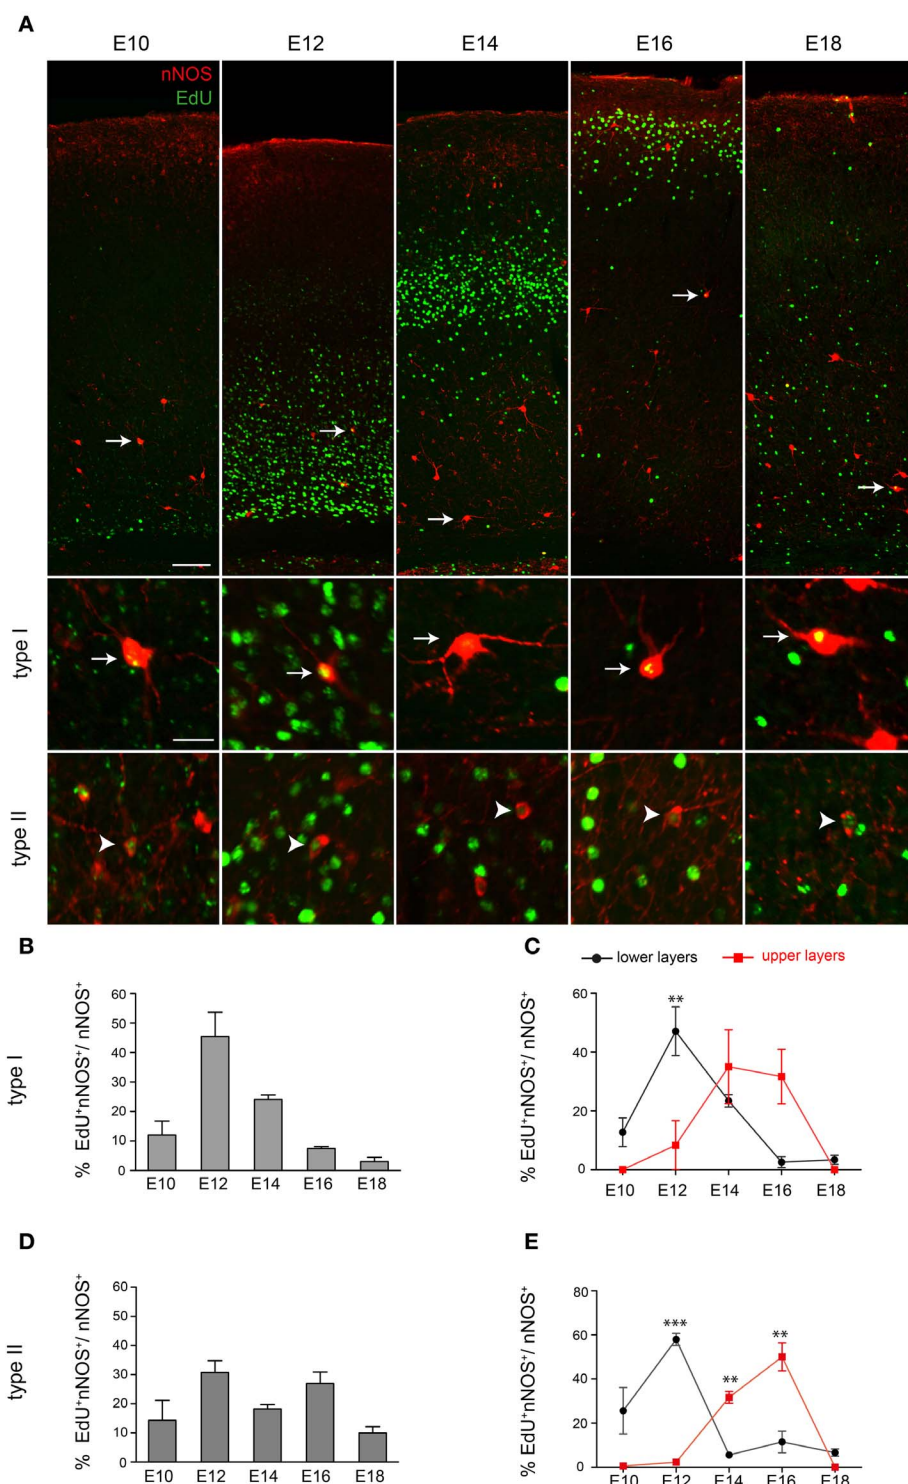 A
E10 E12 E14 E16 E18
nNOS
EdU
type I
type II
B
type I
% EdU⁺nNOS⁺/ nNOS⁺
60
50
40
30
20
10
0
E10 E12 E14 E16 E18
C
lower layers upper layers
% EdU⁺nNOS⁺/ nNOS⁺
60
40
20
0
**
E10 E12 E14 E16 E18
D
type II
% EdU⁺nNOS⁺/ nNOS⁺
60
50
40
30
20
10
0
E10 E12 E14 E16 E18
E
% EdU⁺nNOS⁺/ nNOS⁺
80
60
40
20
0
***
**
**
E10 E12 E14 E16 E18